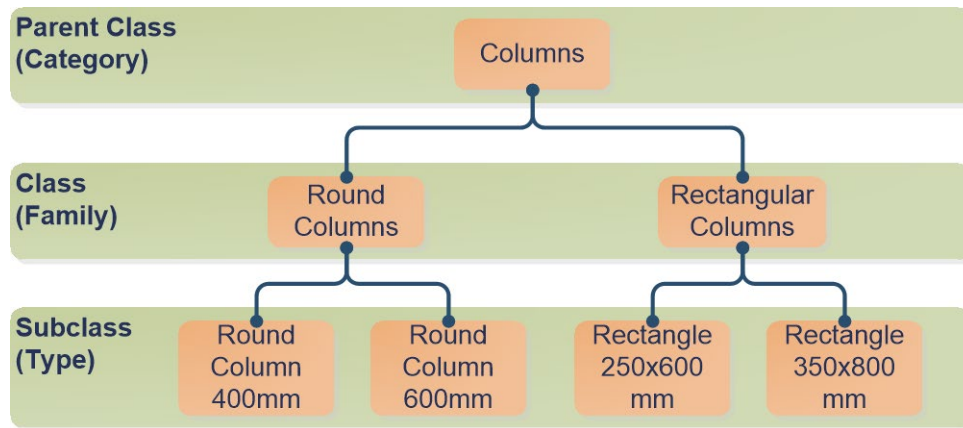 Parent Class
(Category)
Columns
Class
(Family)
Round
Columns
Rectangular
Columns
Subclass
(Type)
Round
Column
400mm
Round
Column
600mm
Rectangle
250x600
mm
Rectangle
350x800
mm